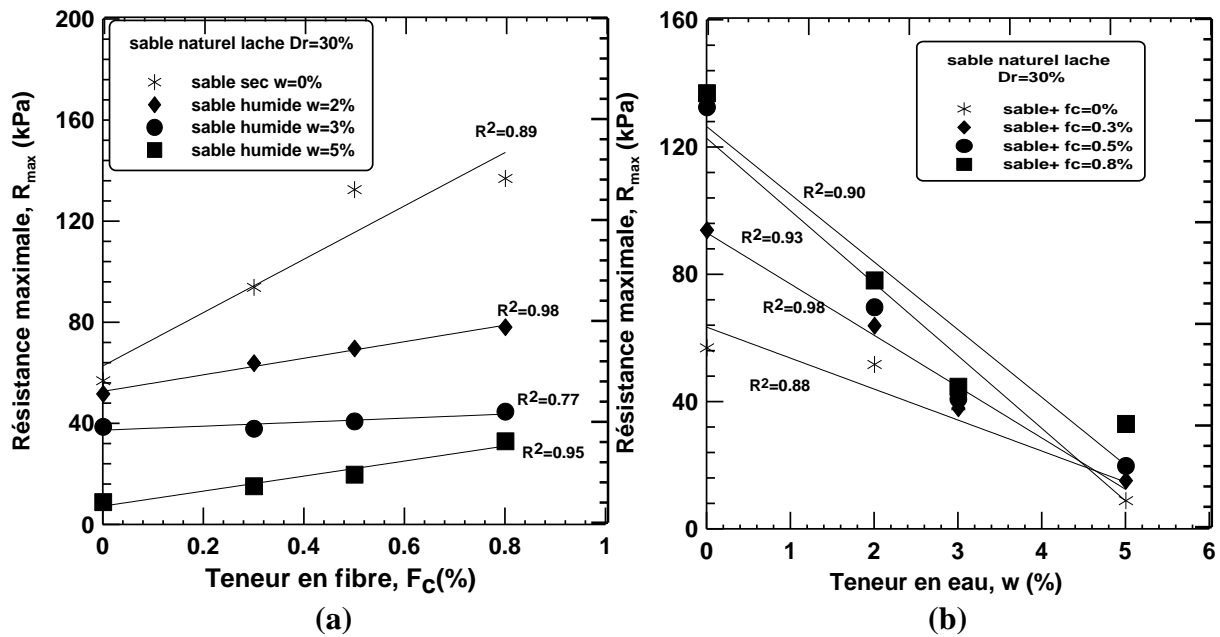 200
160
120
80
40
0
0
0.2
0.4
0.6
0.8
1
Résistance maximale, Rmax (kPa)
Teneur en fibre, FC(%)
sable naturel lache Dr=30%
sable sec w=0%
sable humide w=2%
sable humide w=3%
sable humide w=5%
R2=0.89
R2=0.98
R2=0.77
R2=0.95
(a)
160
120
80
40
0
0
1
2
3
4
5
6
Résistance maximale, Rmax (kPa)
Teneur en eau, w (%)
sable naturel lache
Dr=30%
sable+ fc=0%
sable+ fc=0.3%
sable+ fc=0.5%
sable+ fc=0.8%
R2=0.90
R2=0.93
R2=0.98
R2=0.88
(b)